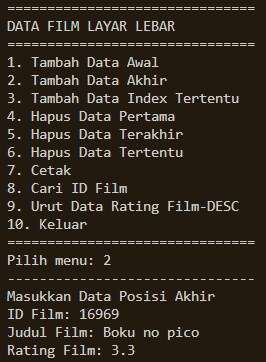 ===============================
DATA FILM LAYAR LEBAR
===============================
1. Tambah Data Awal
2. Tambah Data Akhir
3. Tambah Data Index Tertentu
4. Hapus Data Pertama
5. Hapus Data Terakhir
6. Hapus Data Tertentu
7. Cetak
8. Cari ID Film
9. Urut Data Rating Film-DESC
10. Keluar
===============================
Pilih menu: 2
-------------------------------
Masukkan Data Posisi Akhir
ID Film: 16969
Judul Film: Boku no pico
Rating Film: 3.3